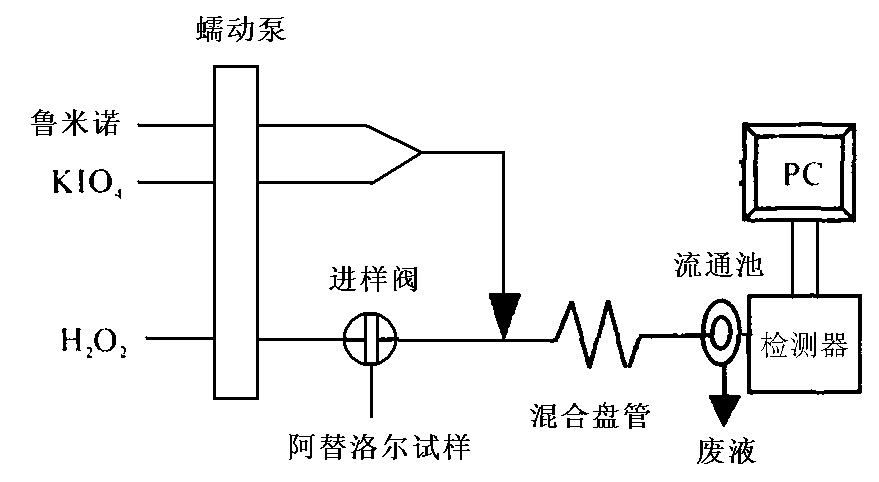 蠕动泵
鲁米诺
KIO₄
PC
进样阀
流通池
H₂O₂
检测器
混合盘管
阿替洛尔试样
废液